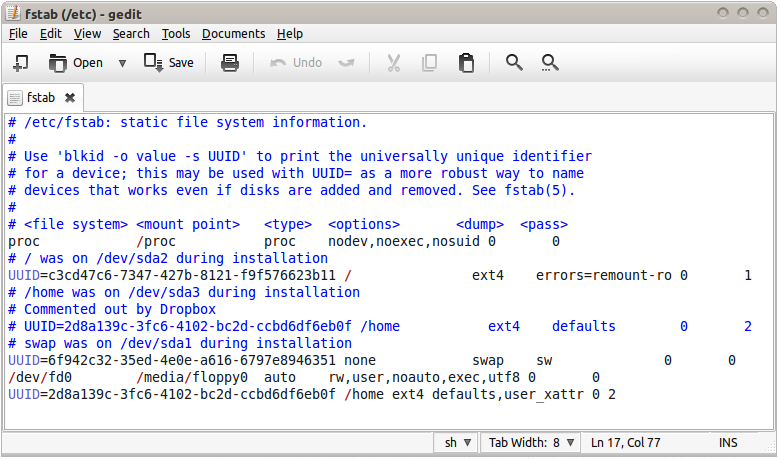 fstab (/etc) - gedit
File Edit View Search Tools Documents Help
Open Save Undo
fstab
# /etc/fstab: static file system information.
#
# Use 'blkid -o value -s UUID' to print the universally unique identifier
# for a device; this may be used with UUID= as a more robust way to name
# devices that works even if disks are added and removed. See fstab(5).
#
# <file system> <mount point>   <type>  <options>       <dump>  <pass>
proc            /proc           proc    nodev,noexec,nosuid 0       0
# / was on /dev/sda2 during installation
UUID=c3cd47c6-7347-427b-8121-f9f576623b11 /               ext4    errors=remount-ro 0       1
# /home was on /dev/sda3 during installation
# Commented out by Dropbox
# UUID=2d8a139c-3fc6-4102-bc2d-ccbd6df6eb0f /home           ext4    defaults        0       2
# swap was on /dev/sda1 during installation
UUID=6f942c32-35ed-4e0e-a616-6797e8946351 none            swap    sw              0       0
/dev/fd0        /media/floppy0  auto    rw,user,noauto,exec,utf8 0       0
UUID=2d8a139c-3fc6-4102-bc2d-ccbd6df6eb0f /home ext4 defaults,user_xattr 0 2
sh Tab Width: 8 Ln 17, Col 77 INS